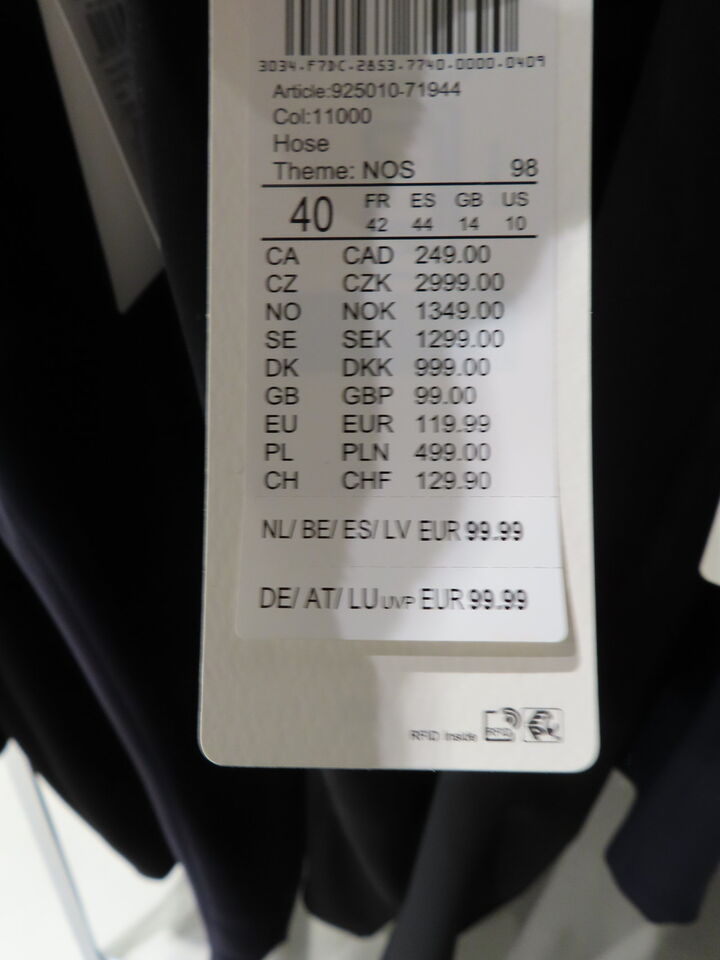 3034-F7DC-2853-7740-0000-0409
Article:925010-71944
Col:11000
Hose
Theme: NOS 98
40 FR ES GB US
42 44 14 10
CA CAD 249.00
CZ CZK 2999.00
NO NOK 1349.00
SE SEK 1299.00
DK DKK 999.00
GB GBP 99.00
EU EUR 119.99
PL PLN 499.00
CH CHF 129.90
NL/ BE/ ES/ LV EUR 99.99
DE/ AT/ LU UVP EUR 99.99
RFID Inside RFID